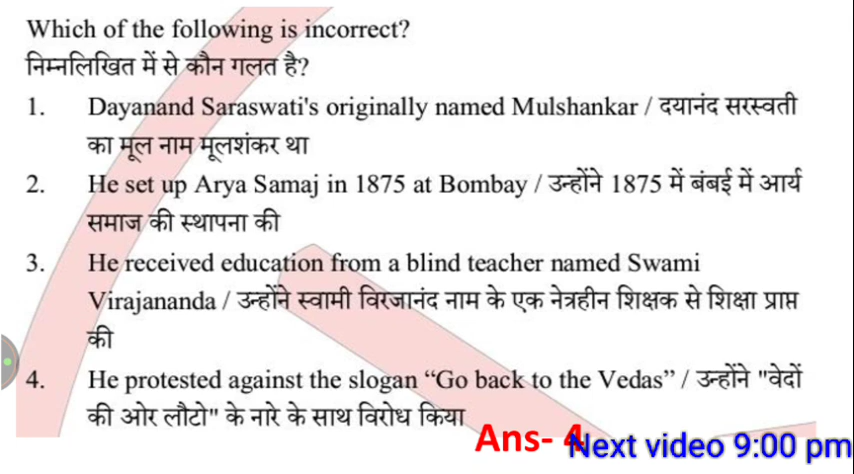 Which of the following is incorrect?
निम्नलिखित में से कौन गलत है?
1. Dayanand Saraswati's originally named Mulshankar / दयानंद सरस्वती
का मूल नाम मूलशंकर था
2. He set up Arya Samaj in 1875 at Bombay / उन्होंने 1875 में बंबई में आर्य
समाज की स्थापना की
3. He received education from a blind teacher named Swami
Virajananda / उन्होंने स्वामी विरजानंद नाम के एक नेत्रहीन शिक्षक से शिक्षा प्राप्त
की
4. He protested against the slogan “Go back to the Vedas” / उन्होंने "वेदों
की ओर लौटो" के नारे के साथ विरोध किया
Ans- 4
Next video 9:00 pm